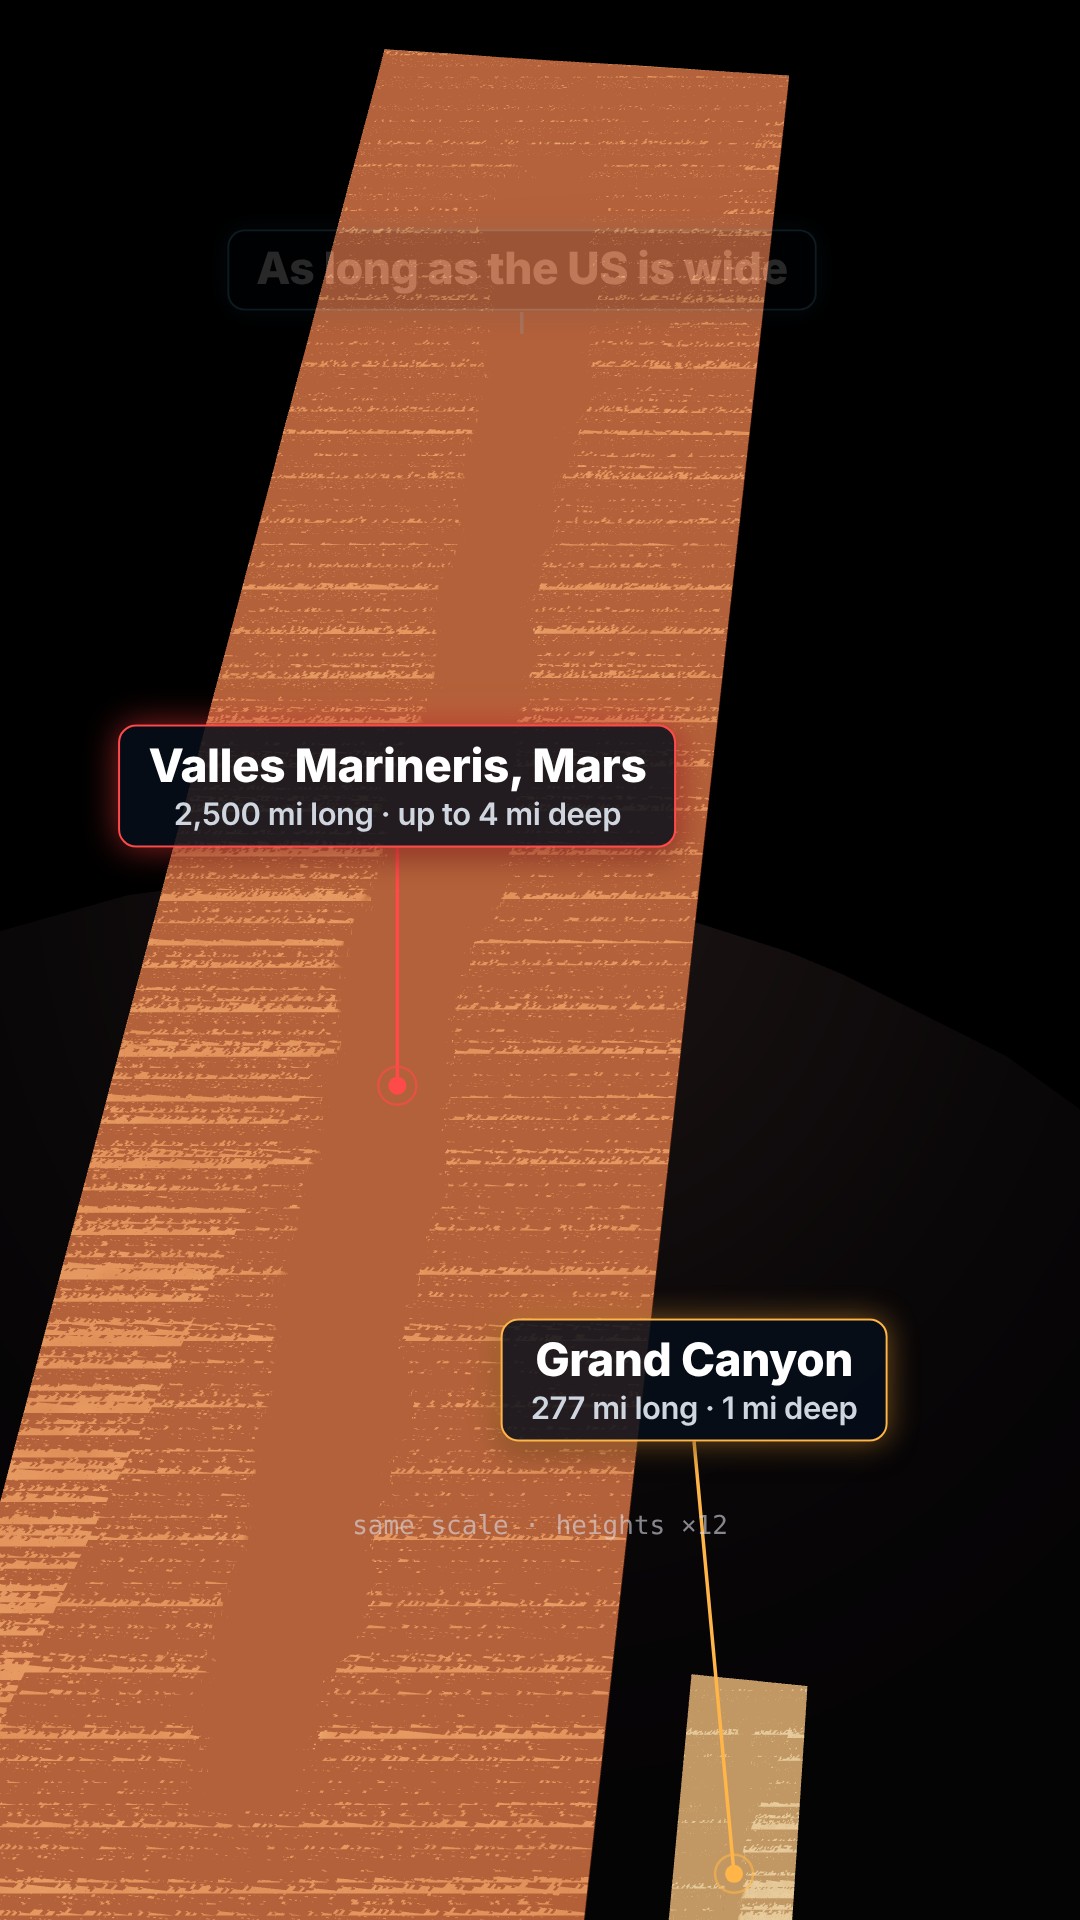 As long as the US is wide
Valles Marineris, Mars
2,500 mi long · up to 4 mi deep
Grand Canyon
277 mi long · 1 mi deep
same scale · heights ×12